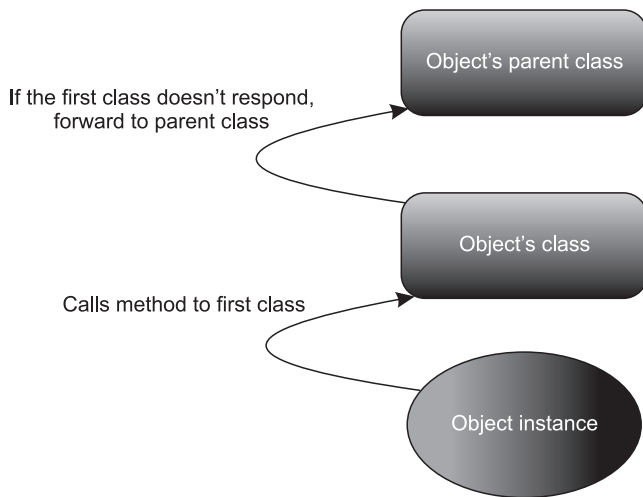 Object’s parent class
If the first class doesn’t respond,
forward to parent class
Object’s class
Calls method to first class
Object instance